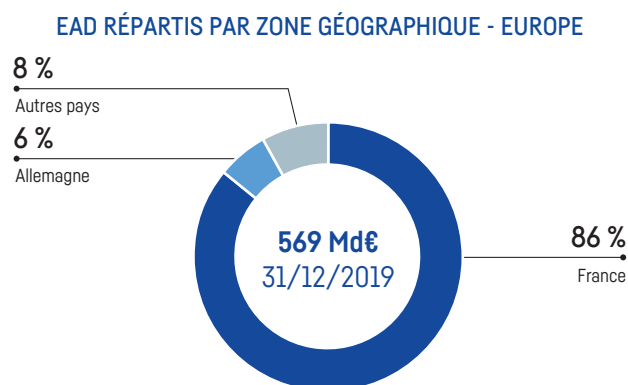 EAD RÉPARTIS PAR ZONE GÉOGRAPHIQUE - EUROPE
8 %
Autres pays
6 %
Allemagne
569 Md€
31/12/2019
86 %
France